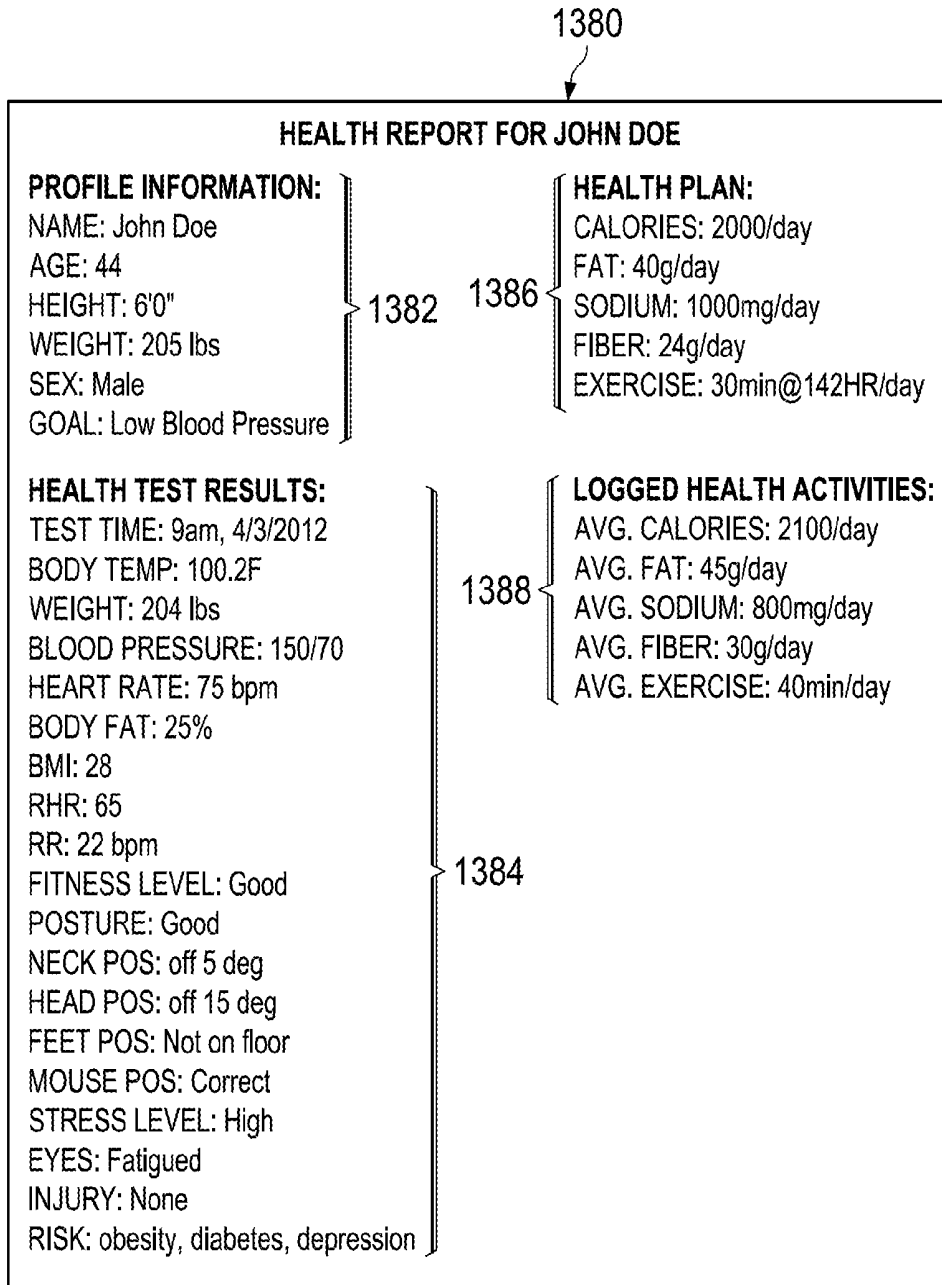 1380
HEALTH REPORT FOR JOHN DOE
PROFILE INFORMATION:
NAME: John Doe
AGE: 44
HEIGHT: 6'0"
WEIGHT: 205 lbs
SEX: Male
GOAL: Low Blood Pressure
1382
HEALTH PLAN:
CALORIES: 2000/day
FAT: 40g/day
SODIUM: 1000mg/day
FIBER: 24g/day
EXERCISE: 30min@142HR/day
1386
HEALTH TEST RESULTS:
TEST TIME: 9am, 4/3/2012
BODY TEMP: 100.2F
WEIGHT: 204 lbs
BLOOD PRESSURE: 150/70
HEART RATE: 75 bpm
BODY FAT: 25%
BMI: 28
RHR: 65
RR: 22 bpm
FITNESS LEVEL: Good
POSTURE: Good
NECK POS: off 5 deg
HEAD POS: off 15 deg
FEET POS: Not on floor
MOUSE POS: Correct
STRESS LEVEL: High
EYES: Fatigued
INJURY: None
RISK: obesity, diabetes, depression
1384
LOGGED HEALTH ACTIVITIES:
AVG. CALORIES: 2100/day
AVG. FAT: 45g/day
AVG. SODIUM: 800mg/day
AVG. FIBER: 30g/day
AVG. EXERCISE: 40min/day
1388